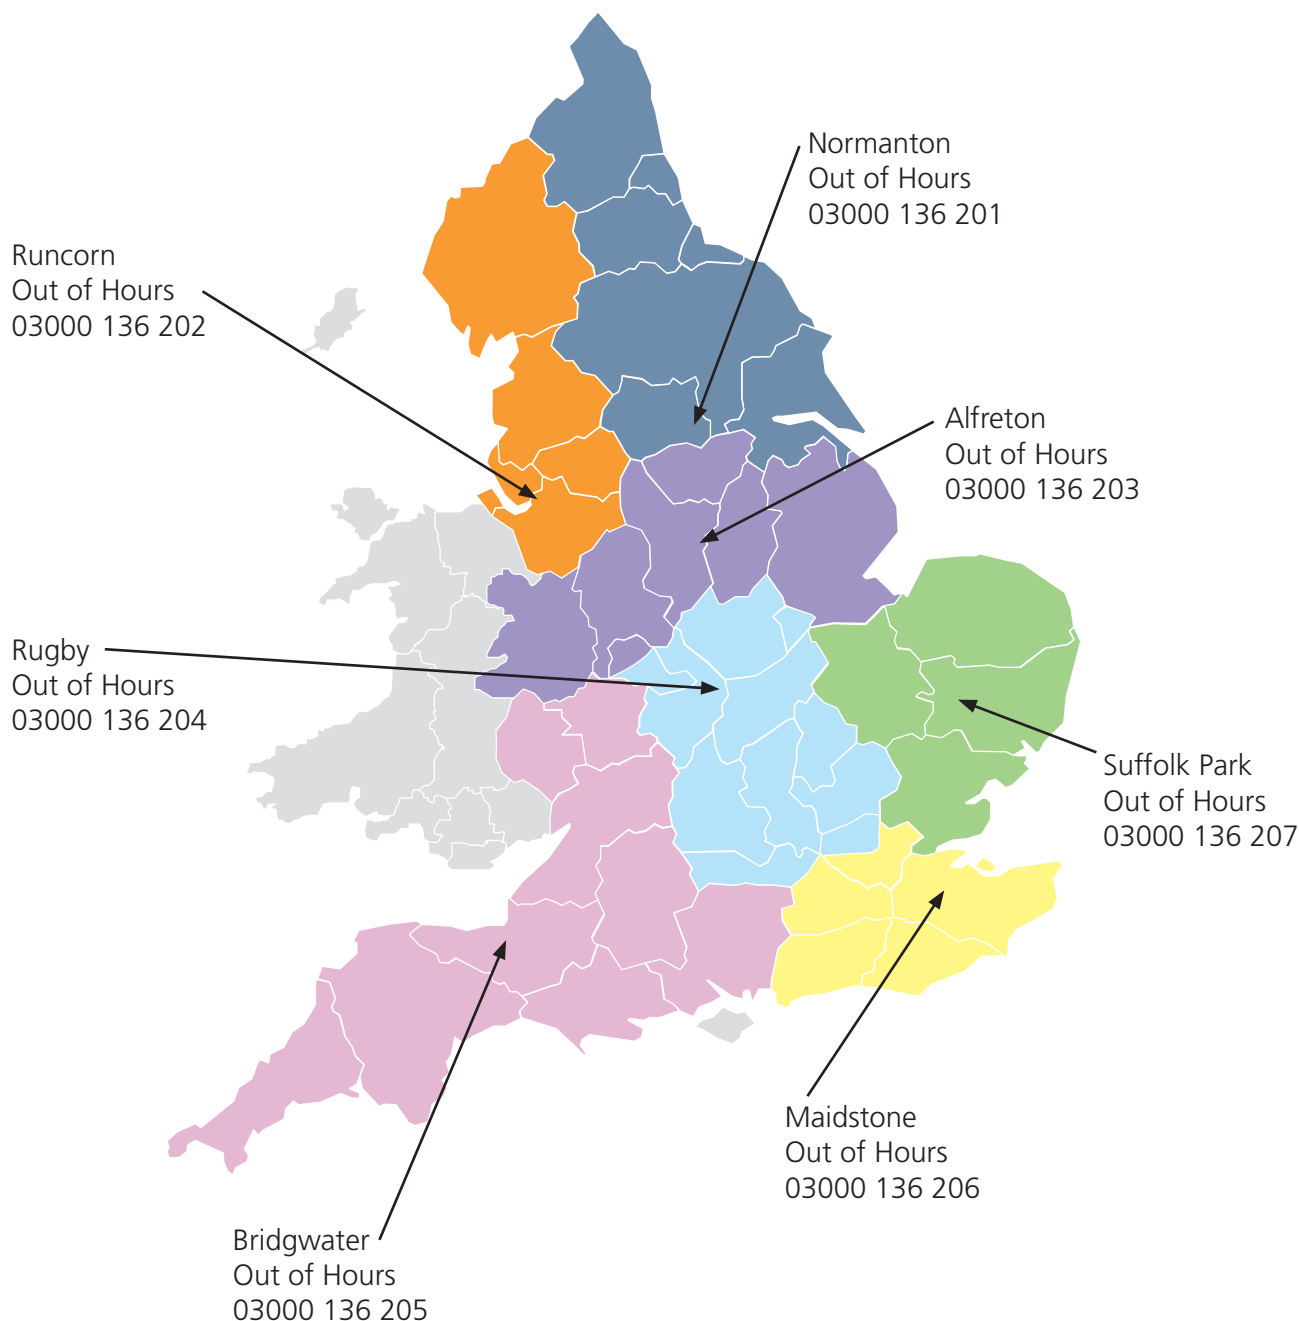 Normanton
Out of Hours
03000 136 201
Runcorn
Out of Hours
03000 136 202
Alfreton
Out of Hours
03000 136 203
Rugby
Out of Hours
03000 136 204
Suffolk Park
Out of Hours
03000 136 207
Maidstone
Out of Hours
03000 136 206
Bridgwater
Out of Hours
03000 136 205